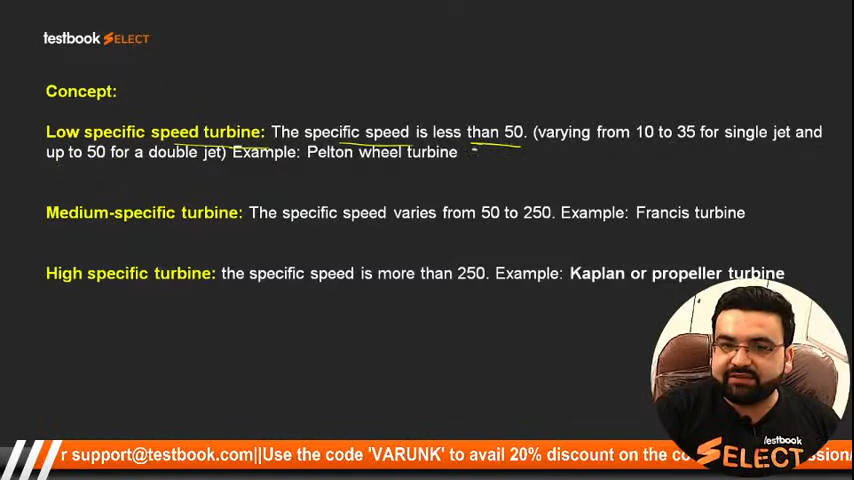 testbook SELECT
Concept:
Low specific speed turbine: The specific speed is less than 50. (varying from 10 to 35 for single jet and
up to 50 for a double jet) Example: Pelton wheel turbine
Medium-specific turbine: The specific speed varies from 50 to 250. Example: Francis turbine
High specific turbine: the specific speed is more than 250. Example: Kaplan or propeller turbine
testbook
SELECT
r support@testbook.com||Use the code 'VARUNK' to avail 20% discount on the co